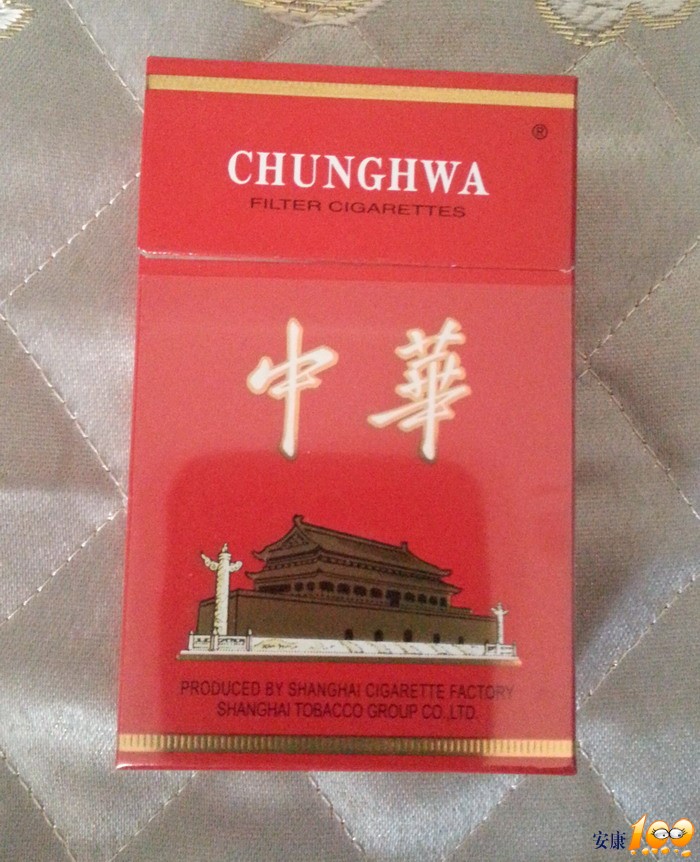 ®
CHUNGHWA
FILTER CIGARETTES
中華
PRODUCED BY SHANGHAI CIGARETTE FACTORY
SHANGHAI TOBACCO GROUP CO.,LTD.
安康100